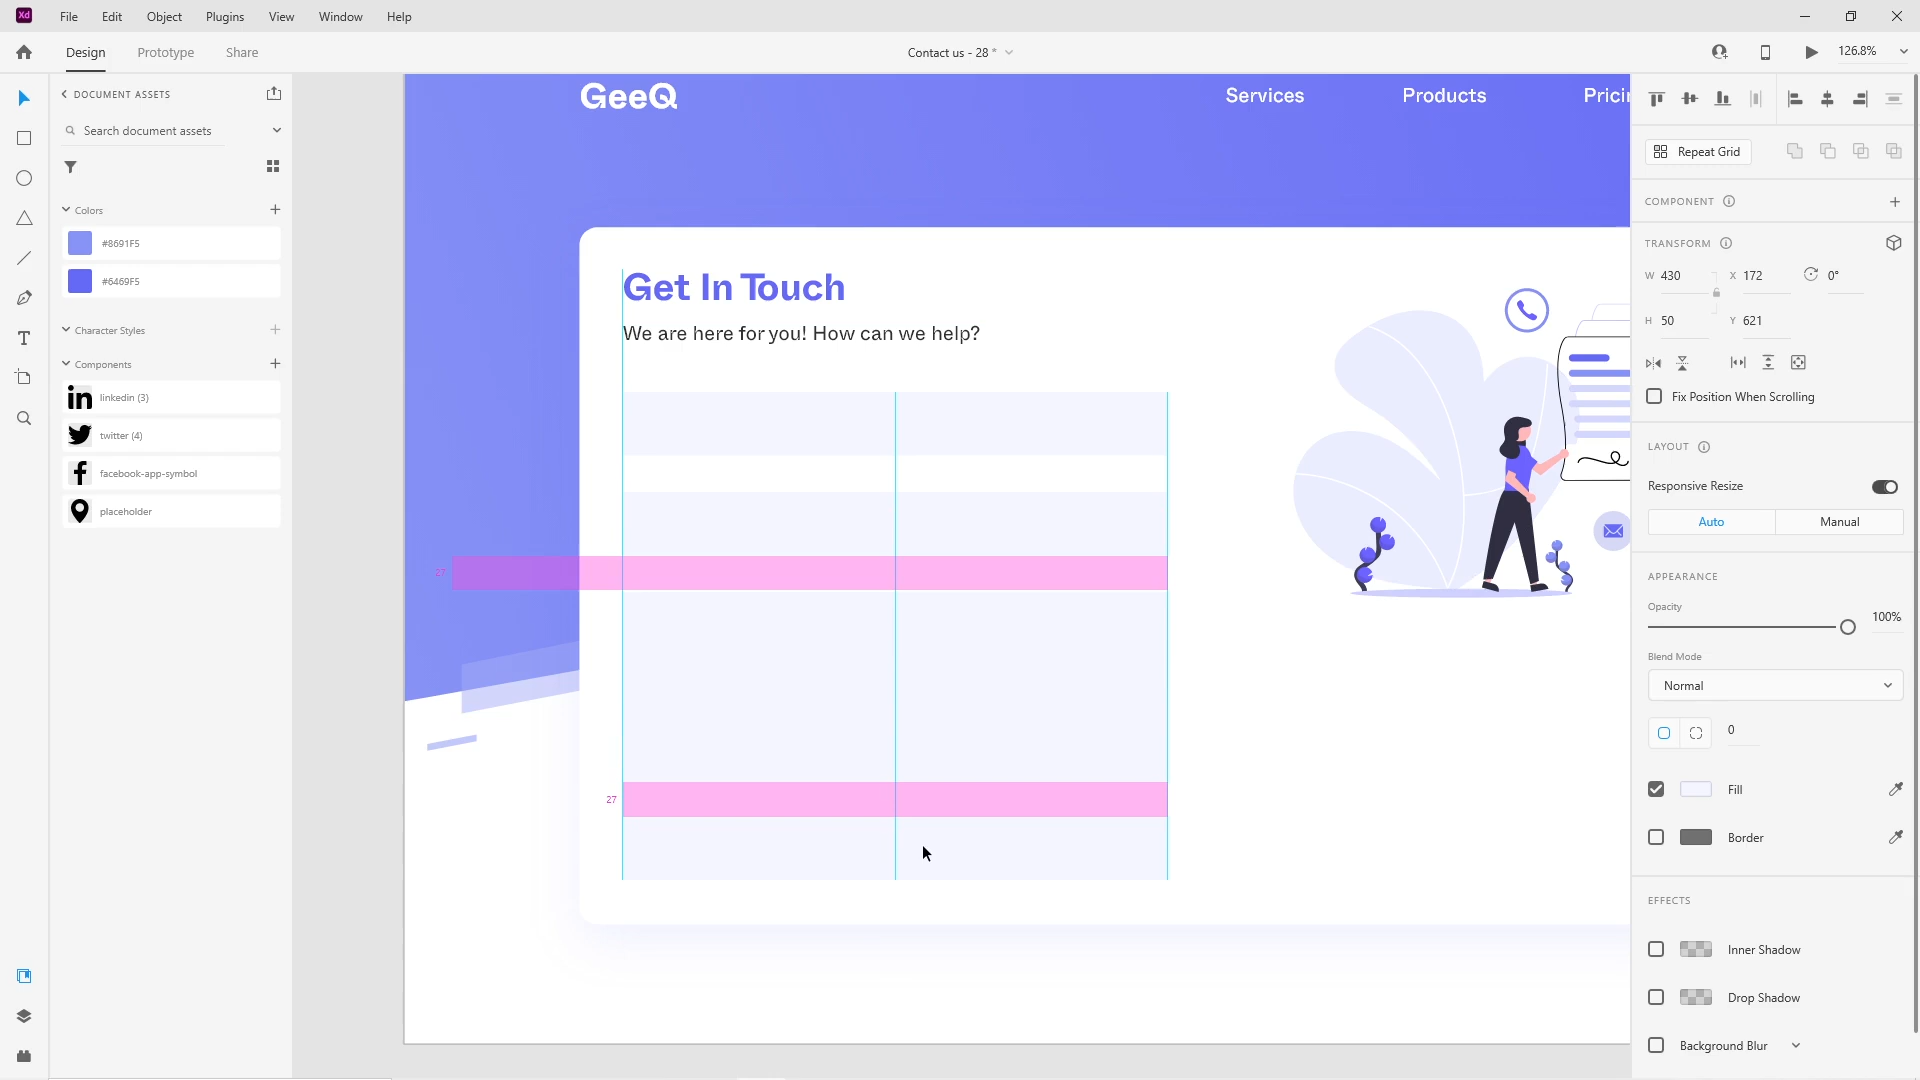 Xd File Edit Object Plugins View Window Help
Design Prototype Share Contact us - 28 * 126.8%
DOCUMENT ASSETS
Search document assets
Colors
#8691F5
#6469F5
Character Styles
Components
linkedin (3)
twitter (4)
facebook-app-symbol
placeholder
GeeQ Services Products Pricin
Get In Touch
We are here for you! How can we help?
27
27
Repeat Grid
COMPONENT
TRANSFORM
W 430 X 172 0°
H 50 Y 621
Fix Position When Scrolling
LAYOUT
Responsive Resize
Auto Manual
APPEARANCE
Opacity
100%
Blend Mode
Normal
0
Fill
Border
EFFECTS
Inner Shadow
Drop Shadow
Background Blur